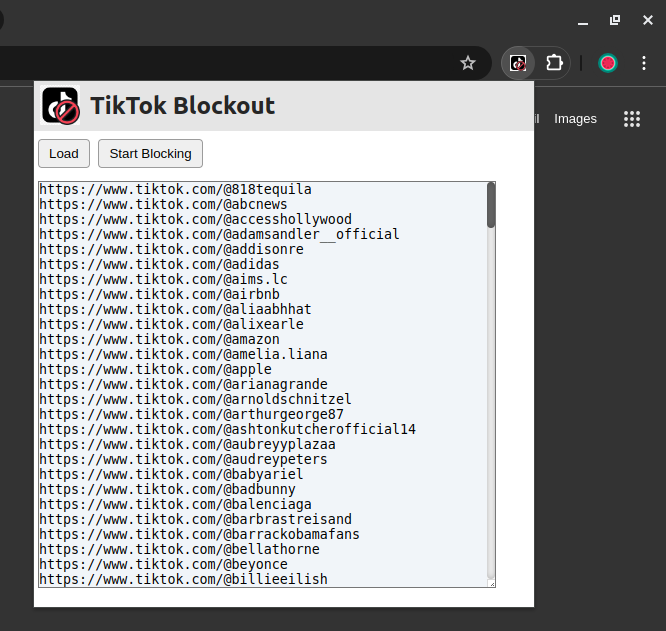 TikTok Blockout
il Images
Load Start Blocking
https://www.tiktok.com/@818tequila
https://www.tiktok.com/@abcnews
https://www.tiktok.com/@accesshollywood
https://www.tiktok.com/@adamsandler__official
https://www.tiktok.com/@addisonre
https://www.tiktok.com/@adidas
https://www.tiktok.com/@aims.lc
https://www.tiktok.com/@airbnb
https://www.tiktok.com/@aliaabhhat
https://www.tiktok.com/@alixearle
https://www.tiktok.com/@amazon
https://www.tiktok.com/@amelia.liana
https://www.tiktok.com/@apple
https://www.tiktok.com/@arianagrande
https://www.tiktok.com/@arnoldschnitzel
https://www.tiktok.com/@arthurgeorge87
https://www.tiktok.com/@ashtonkutcherofficial14
https://www.tiktok.com/@aubreyyplazaa
https://www.tiktok.com/@audreypeters
https://www.tiktok.com/@babyariel
https://www.tiktok.com/@badbunny
https://www.tiktok.com/@balenciaga
https://www.tiktok.com/@barbrastreisand
https://www.tiktok.com/@barrackobamafans
https://www.tiktok.com/@bellathorne
https://www.tiktok.com/@beyonce
https://www.tiktok.com/@billieeilish